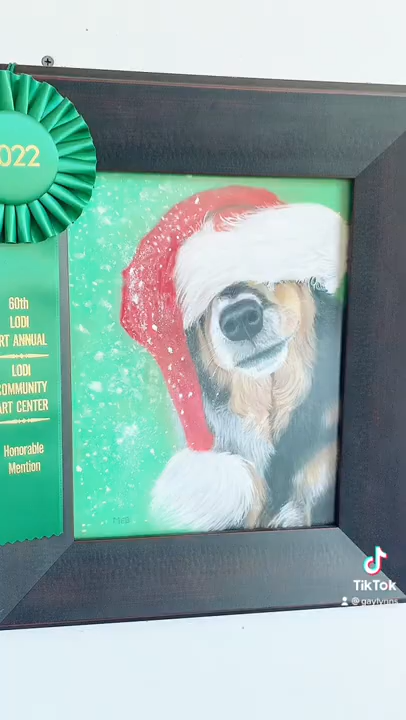 2022
60th
LODI
ART ANNUAL
LODI
COMMUNITY
ART CENTER
Honorable
Mention
TikTok